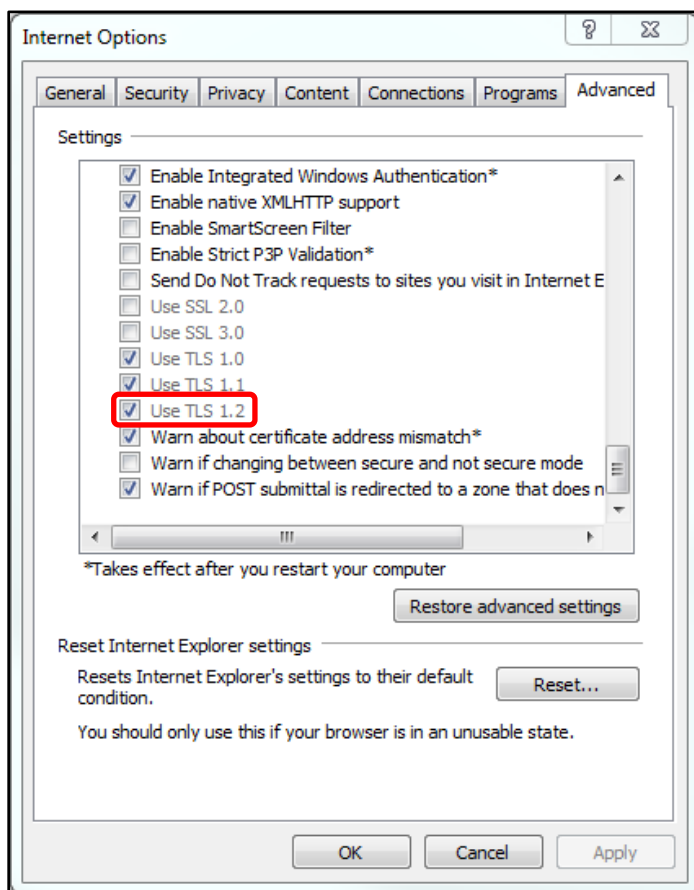 Internet Options
General Security Privacy Content Connections Programs Advanced
Settings
Enable Integrated Windows Authentication*
Enable native XMLHTTP support
Enable SmartScreen Filter
Enable Strict P3P Validation*
Send Do Not Track requests to sites you visit in Internet E
Use SSL 2.0
Use SSL 3.0
Use TLS 1.0
Use TLS 1.1
Use TLS 1.2
Warn about certificate address mismatch*
Warn if changing between secure and not secure mode
Warn if POST submittal is redirected to a zone that does n
*Takes effect after you restart your computer
Restore advanced settings
Reset Internet Explorer settings
Resets Internet Explorer's settings to their default
condition.
Reset...
You should only use this if your browser is in an unusable state.
OK Cancel Apply